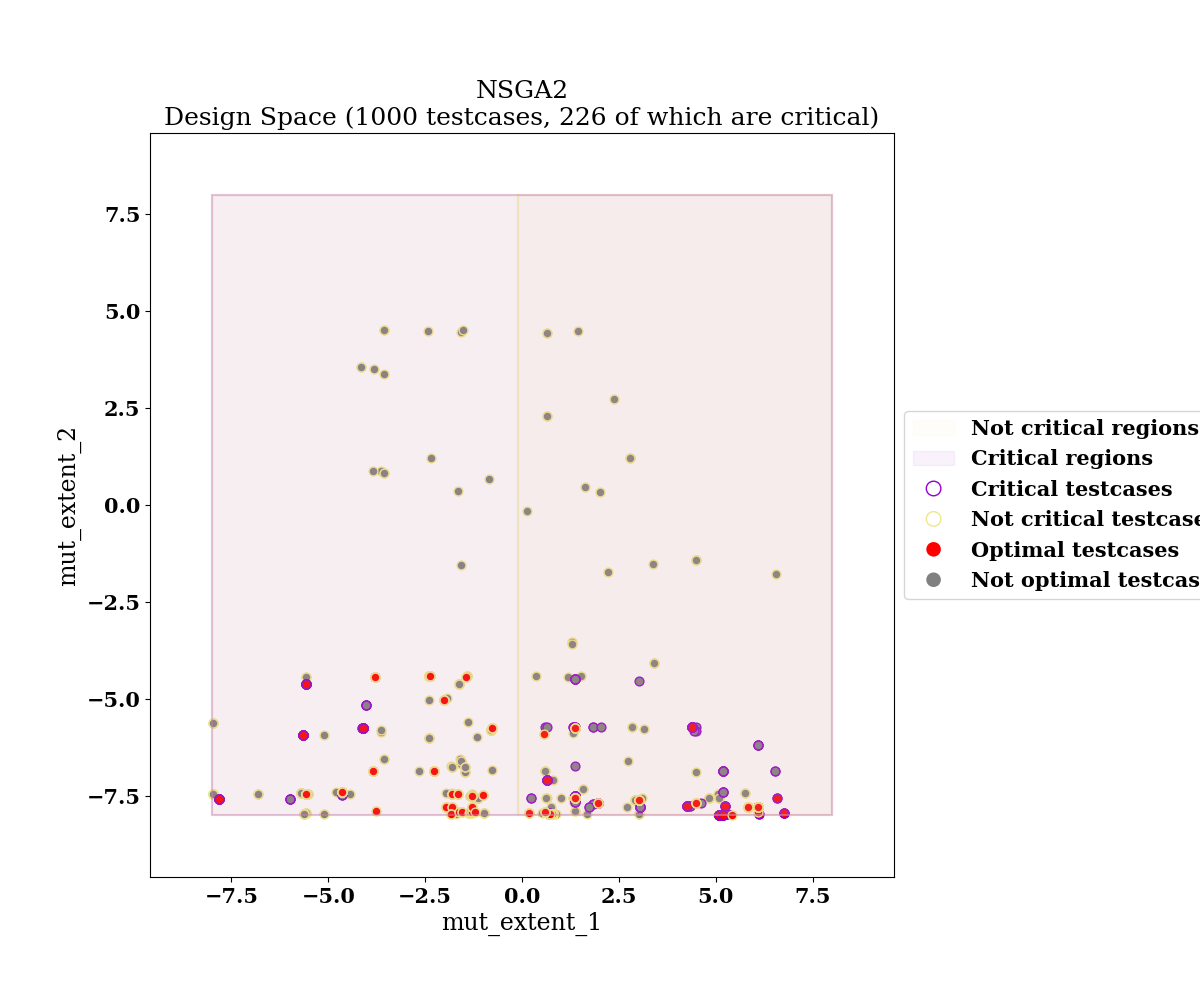 NSGA2
Design Space (1000 testcases, 226 of which are critical)
7.5
5.0
2.5
0.0
−2.5
−5.0
−7.5
mut_extent_2
−7.5 −5.0 −2.5 0.0 2.5 5.0 7.5
mut_extent_1
Not critical regions
Critical regions
Critical testcases
Not critical testcase
Optimal testcases
Not optimal testcas